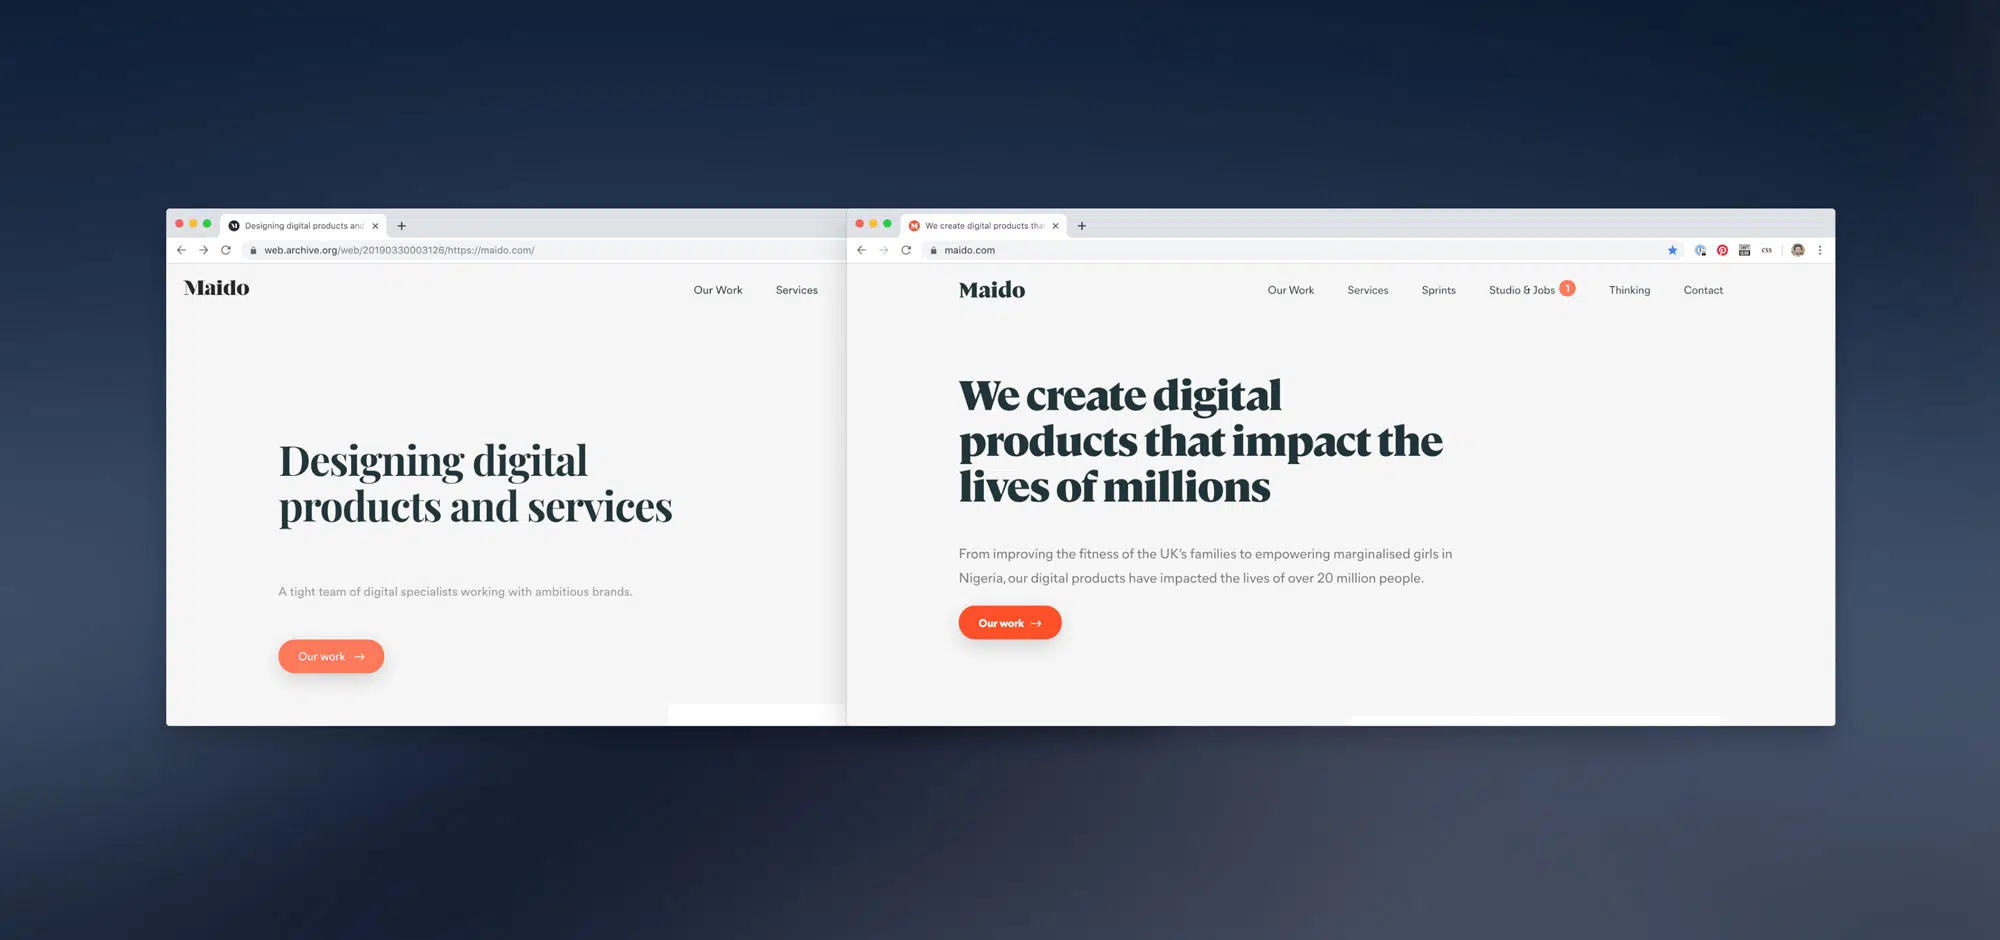 Designing digital products and
web.archive.org/web/20190330003126/https://maido.com/
Maido
Our Work
Services
Designing digital
products and services
A tight team of digital specialists working with ambitious brands.
Our work →
We create digital products tha
maido.com
css
Maido
Our Work
Services
Sprints
Studio & Jobs 1
Thinking
Contact
We create digital
products that impact the
lives of millions
From improving the fitness of the UK's families to empowering marginalised girls in
Nigeria, our digital products have impacted the lives of over 20 million people.
Our work →